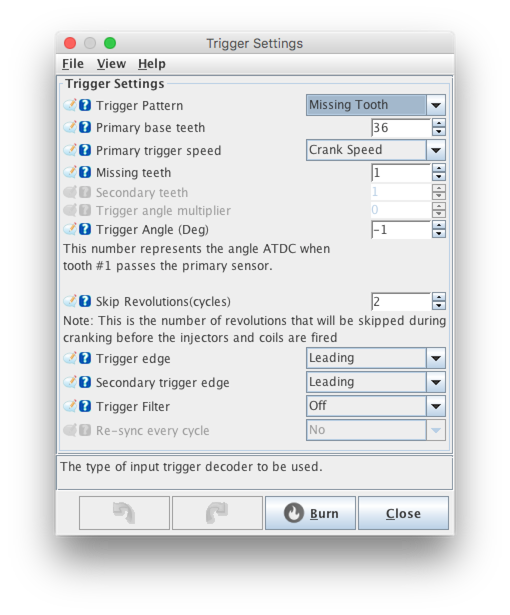 Trigger Settings
File View Help
Trigger Settings
Trigger Pattern Missing Tooth
Primary base teeth 36
Primary trigger speed Crank Speed
Missing teeth 1
Secondary teeth 1
Trigger angle multiplier 0
Trigger Angle (Deg) -1
This number represents the angle ATDC when
tooth #1 passes the primary sensor.
Skip Revolutions(cycles) 2
Note: This is the number of revolutions that will be skipped during
cranking before the injectors and coils are fired
Trigger edge Leading
Secondary trigger edge Leading
Trigger Filter Off
Re-sync every cycle No
The type of input trigger decoder to be used.
Burn Close